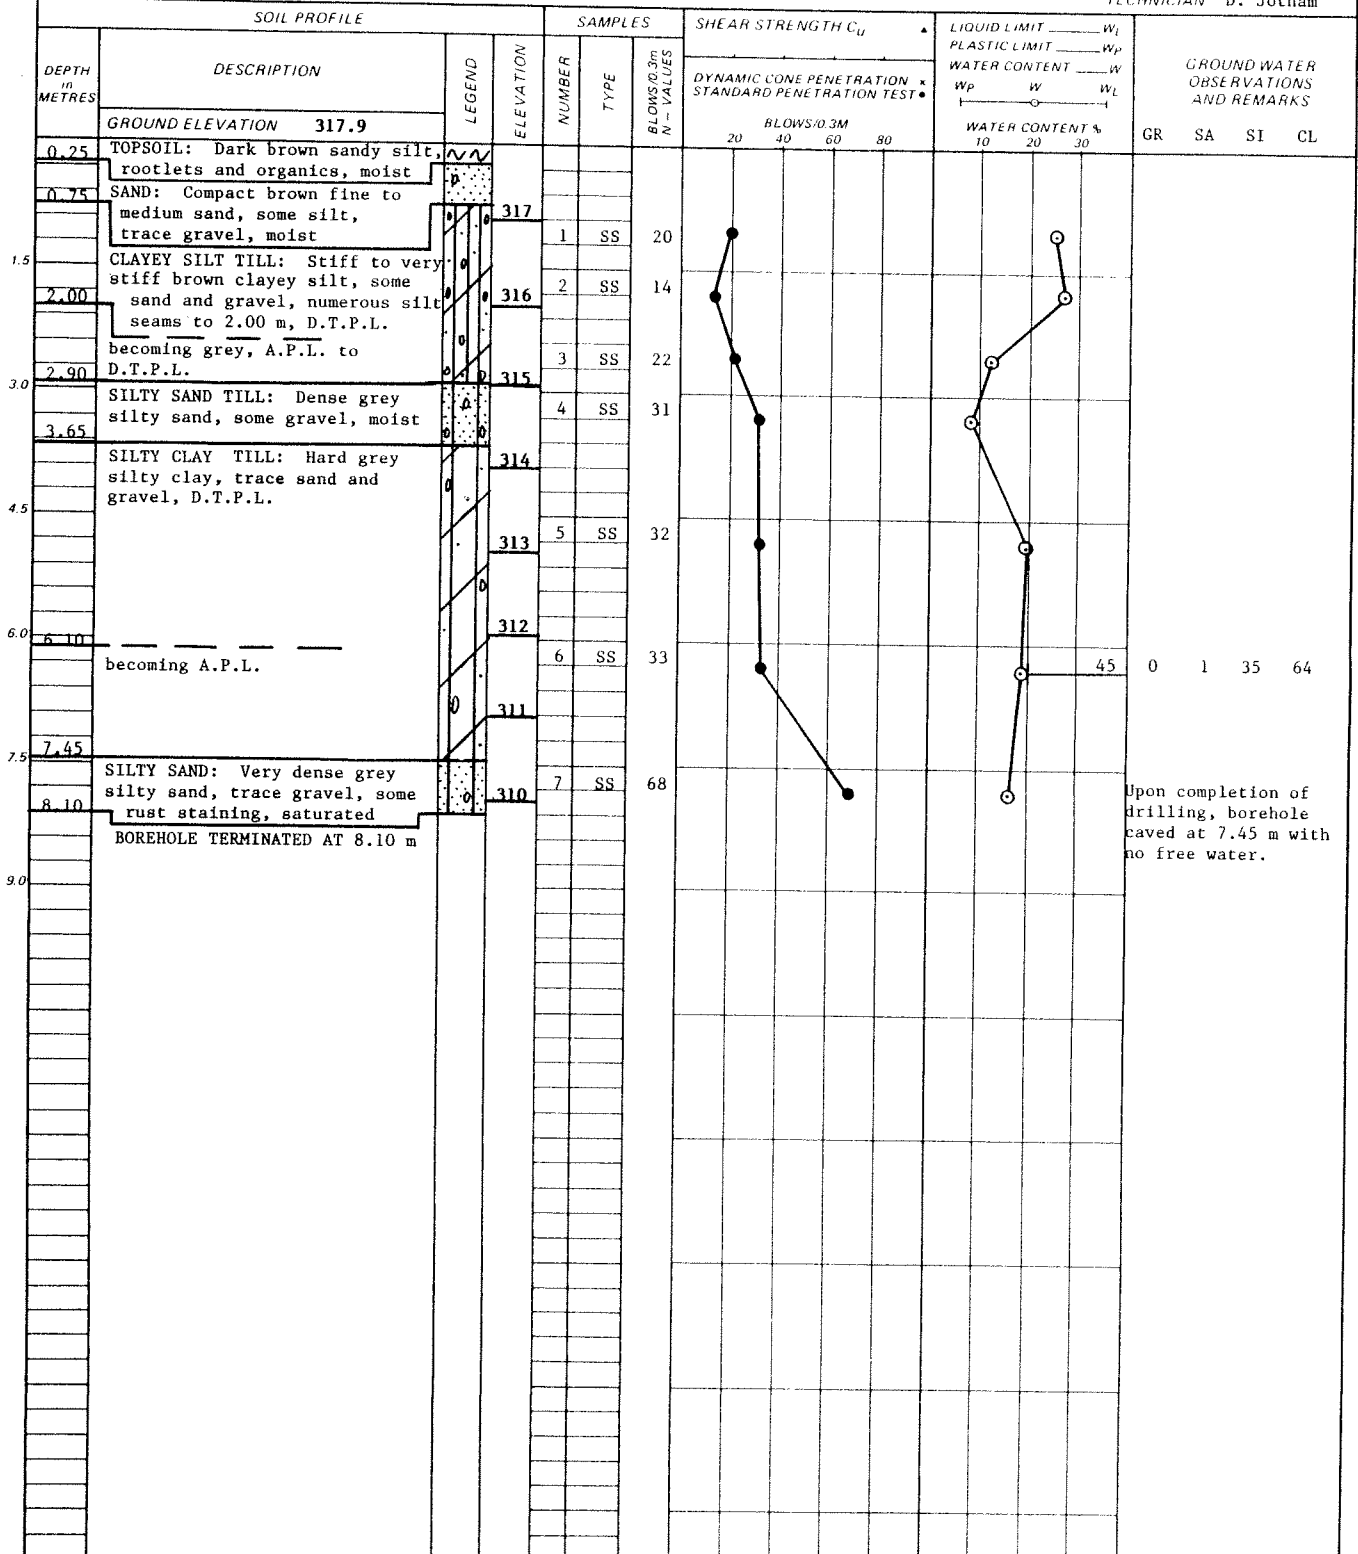 TECHNICIAN D. Jotham
SOIL PROFILE
SAMPLES
SHEAR STRENGTH Cu ▲
LIQUID LIMIT ______ WL
PLASTIC LIMIT ______ WP
WATER CONTENT ____ W
WP W WL
DEPTH
in
METRES
DESCRIPTION
LEGEND
ELEVATION
NUMBER
TYPE
BLOWS/0.3m
N – VALUES
DYNAMIC CONE PENETRATION ×
STANDARD PENETRATION TEST ●
GROUND WATER
OBSERVATIONS
AND REMARKS
GROUND ELEVATION 317.9
BLOWS/0.3M
20 40 60 80
WATER CONTENT %
10 20 30
GR SA SI CL
0.25
TOPSOIL: Dark brown sandy silt,
rootlets and organics, moist
0.75
SAND: Compact brown fine to
medium sand, some silt,
trace gravel, moist
317
1 SS 20
1.5
CLAYEY SILT TILL: Stiff to very
stiff brown clayey silt, some
sand and gravel, numerous silt
seams to 2.00 m, D.T.P.L.
2.00
316
2 SS 14
becoming grey, A.P.L. to
D.T.P.L.
3 SS 22
2.90
315
3.0
SILTY SAND TILL: Dense grey
silty sand, some gravel, moist
4 SS 31
3.65
SILTY CLAY TILL: Hard grey
silty clay, trace sand and
gravel, D.T.P.L.
314
4.5
313
5 SS 32
312
6.0
6.10
becoming A.P.L.
6 SS 33
45 0 1 35 64
311
7.45
7.5
SILTY SAND: Very dense grey
silty sand, trace gravel, some
rust staining, saturated
310
7 SS 68
8.10
BOREHOLE TERMINATED AT 8.10 m
Upon completion of
drilling, borehole
caved at 7.45 m with
no free water.
9.0